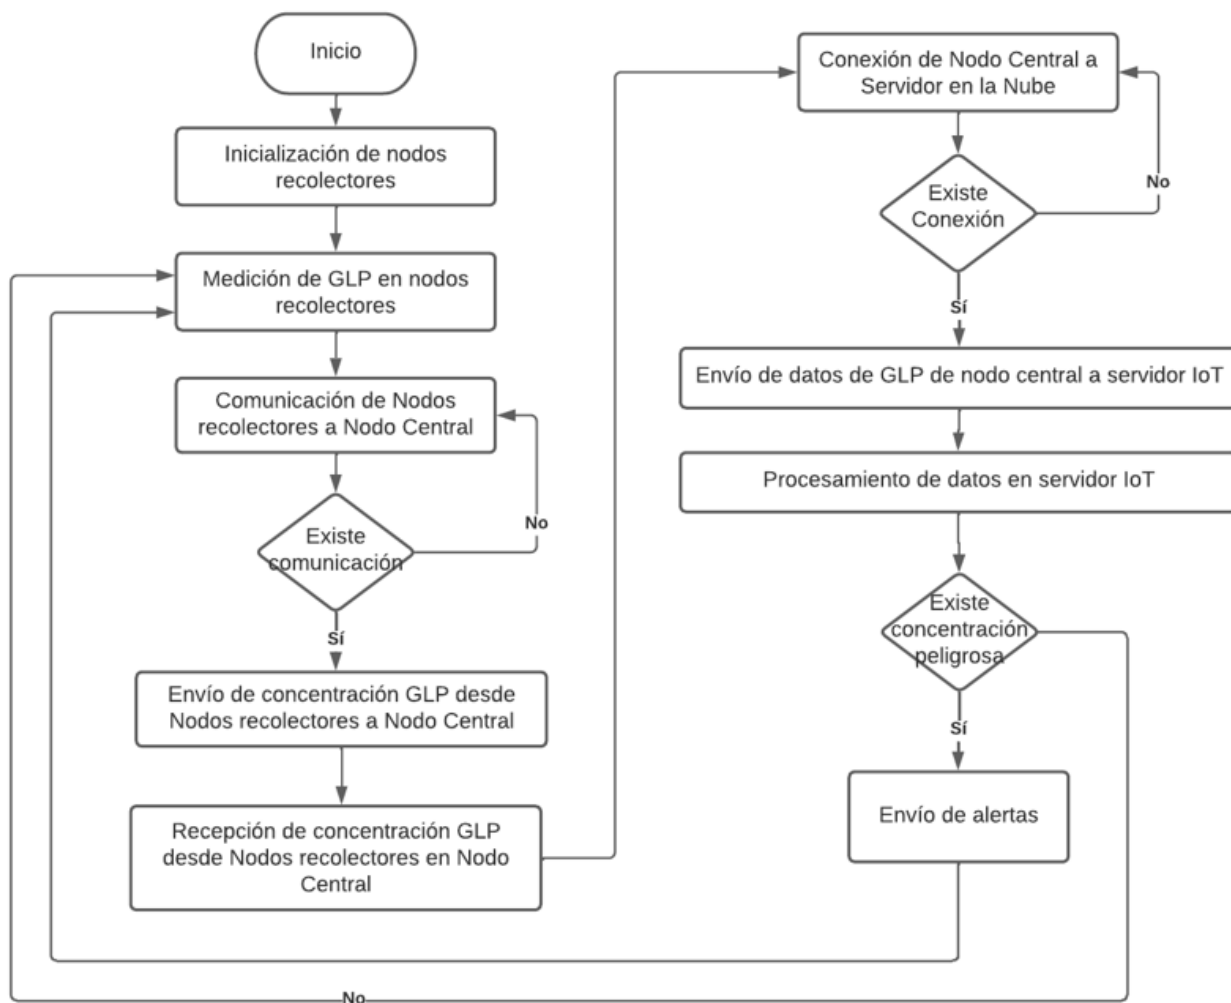 Inicio
Inicialización de nodos
recolectores
Medición de GLP en nodos
recolectores
Comunicación de Nodos
recolectores a Nodo Central
No
Existe
comunicación
Sí
Envío de concentración GLP desde
Nodos recolectores a Nodo Central
Recepción de concentración GLP
desde Nodos recolectores en Nodo
Central
Conexión de Nodo Central a
Servidor en la Nube
No
Existe
Conexión
Sí
Envío de datos de GLP de nodo central a servidor IoT
Procesamiento de datos en servidor IoT
Existe
concentración
peligrosa
Sí
Envío de alertas
No